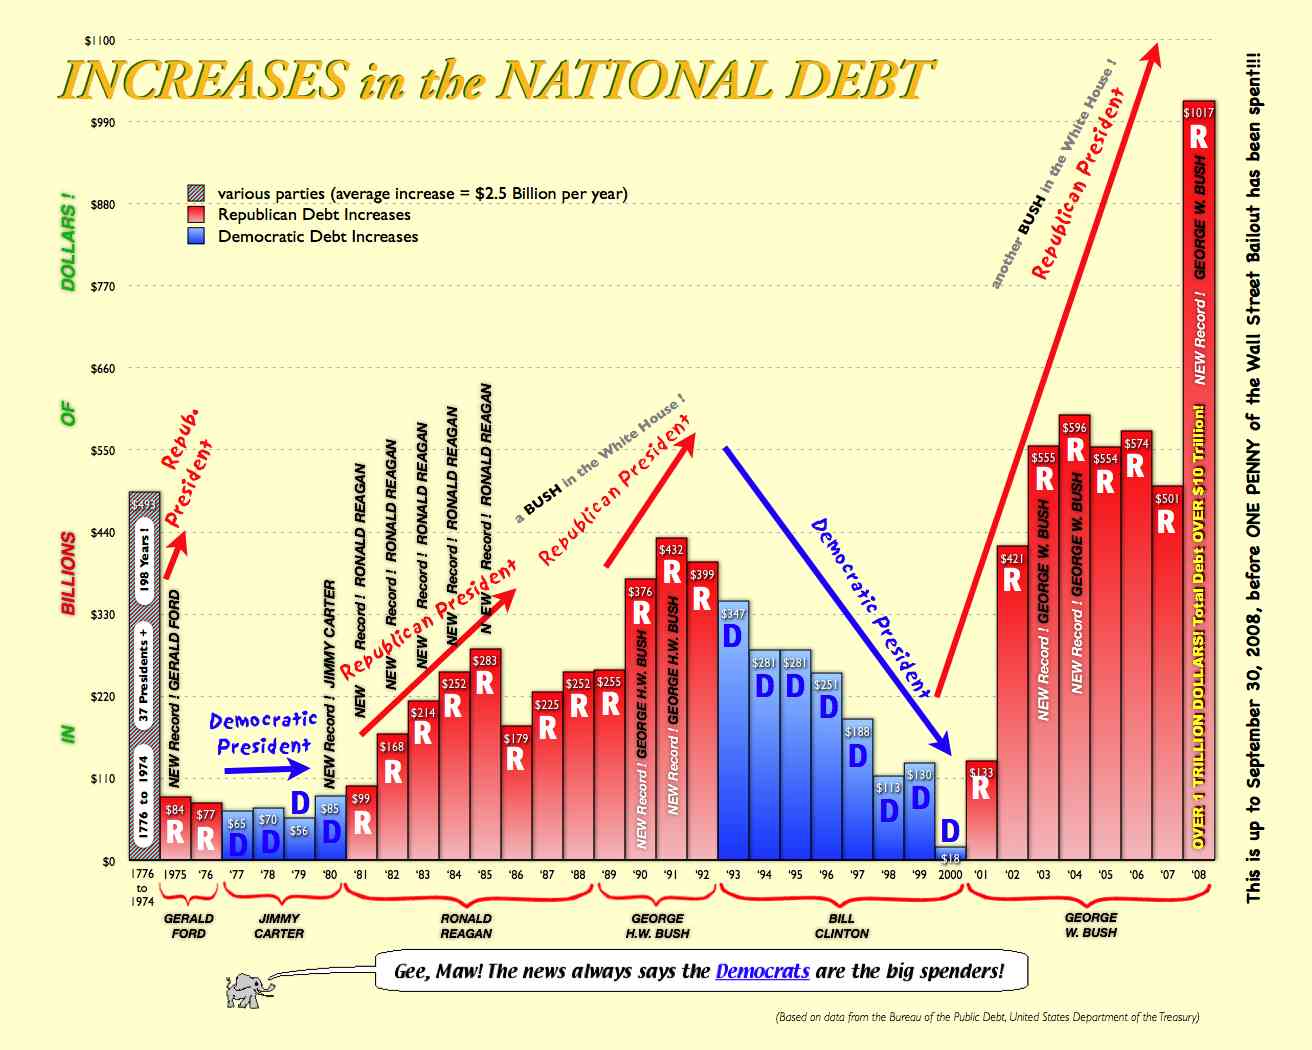 INCREASES in the NATIONAL DEBT
$1100
$990
$880
$770
$660
$550
$440
$330
$220
$110
$0
IN BILLIONS OF DOLLARS !
various parties (average increase = $2.5 Billion per year)
Republican Debt Increases
Democratic Debt Increases
$493
1776 to 1974
37 Presidents +
198 Years !
Repub.
President
NEW Record ! GERALD FORD
$84
R
$77
R
Democratic
President
$65
D
$70
D
D
$56
NEW Record ! JIMMY CARTER
$85
D
NEW Record ! RONALD REAGAN
$99
R
NEW Record ! RONALD REAGAN
$168
R
NEW Record ! RONALD REAGAN
$214
R
NEW Record ! RONALD REAGAN
$252
R
NEW Record ! RONALD REAGAN
$283
R
Republican President
$179
R
$225
R
$252
R
a BUSH in the White House !
Republican President
$255
R
$376
R
NEW Record ! GEORGE H.W. BUSH
$432
R
NEW Record ! GEORGE H.W. BUSH
$399
R
Democratic President
$347
D
$281
D
$281
D
$251
D
$188
D
$113
D
$130
D
D
$18
another BUSH in the White House !
Republican President
$133
R
$421
R
$555
R
NEW Record ! GEORGE W. BUSH
$596
R
NEW Record ! GEORGE W. BUSH
$554
R
$574
R
$501
R
$1017
R
NEW Record ! GEORGE W. BUSH
OVER 1 TRILLION DOLLARS! Total Debt OVER $10 Trillion!
This is up to September 30, 2008, before ONE PENNY of the Wall Street Bailout has been spent!!!
1776
to
1974
1975 '76 '77 '78 '79 '80 '81 '82 '83 '84 '85 '86 '87 '88 '89 '90 '91 '92 '93 '94 '95 '96 '97 '98 '99 2000 '01 '02 '03 '04 '05 '06 '07 '08
GERALD
FORD
JIMMY
CARTER
RONALD
REAGAN
GEORGE
H.W. BUSH
BILL
CLINTON
GEORGE
W. BUSH
Gee, Maw! The news always says the Democrats are the big spenders!
(Based on data from the Bureau of the Public Debt, United States Department of the Treasury)